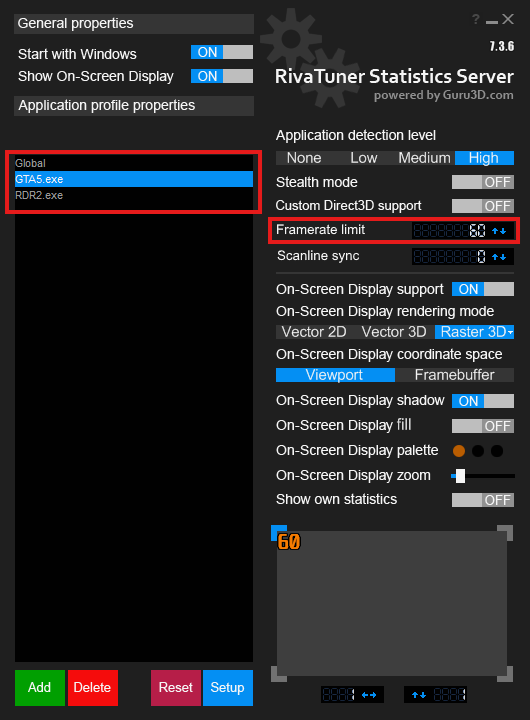 General properties
Start with Windows ON
Show On-Screen Display ON
Application profile properties
Global
GTA5.exe
RDR2.exe
Add Delete Reset Setup
?
7.3.6
RivaTuner Statistics Server
powered by Guru3D.com
Application detection level
None Low Medium High
Stealth mode OFF
Custom Direct3D support OFF
Framerate limit 60
Scanline sync 0
On-Screen Display support ON
On-Screen Display rendering mode
Vector 2D Vector 3D Raster 3D
On-Screen Display coordinate space
Viewport Framebuffer
On-Screen Display shadow ON
On-Screen Display fill OFF
On-Screen Display palette
On-Screen Display zoom
Show own statistics OFF
60
1 1